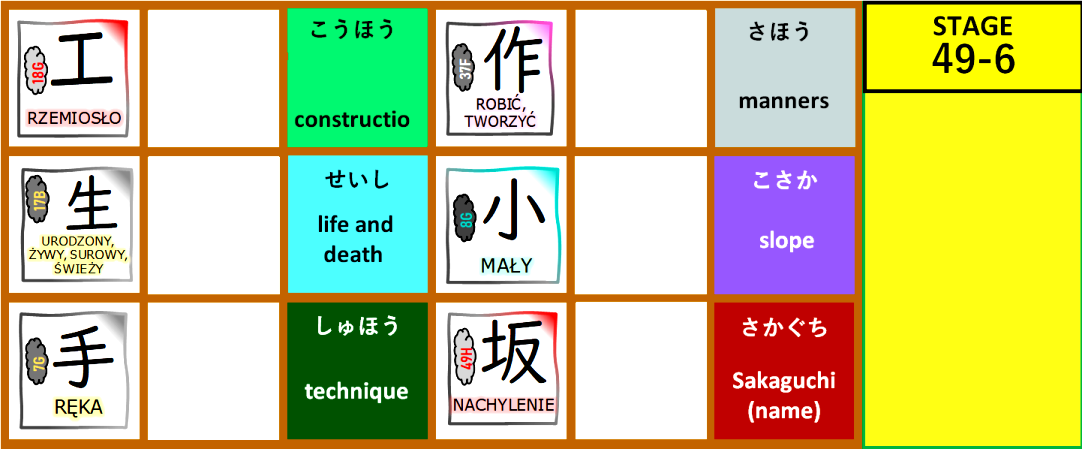 工
18G
RZEMIOSŁO
こうほう
constructio
作
37F
ROBIĆ,
TWORZYĆ
さほう
manners
STAGE
49-6
生
17B
URODZONY,
ŻYWY, SUROWY,
ŚWIEŻY
せいし
life and
death
小
8G
MAŁY
こさか
slope
手
7G
RĘKA
しゅほう
technique
坂
49H
NACHYLENIE
さかぐち
Sakaguchi
(name)